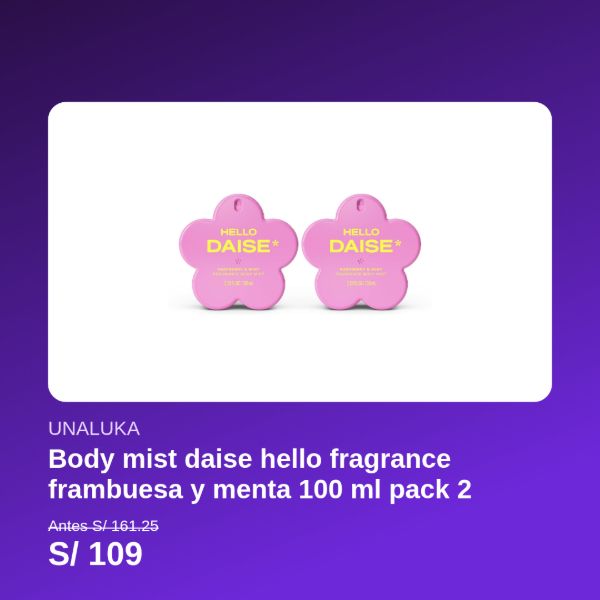 HELLO
DAISE*
HELLO
DAISE*
UNALUKA
Body mist daise hello fragrance
frambuesa y menta 100 ml pack 2
Antes S/ 161.25
S/ 109